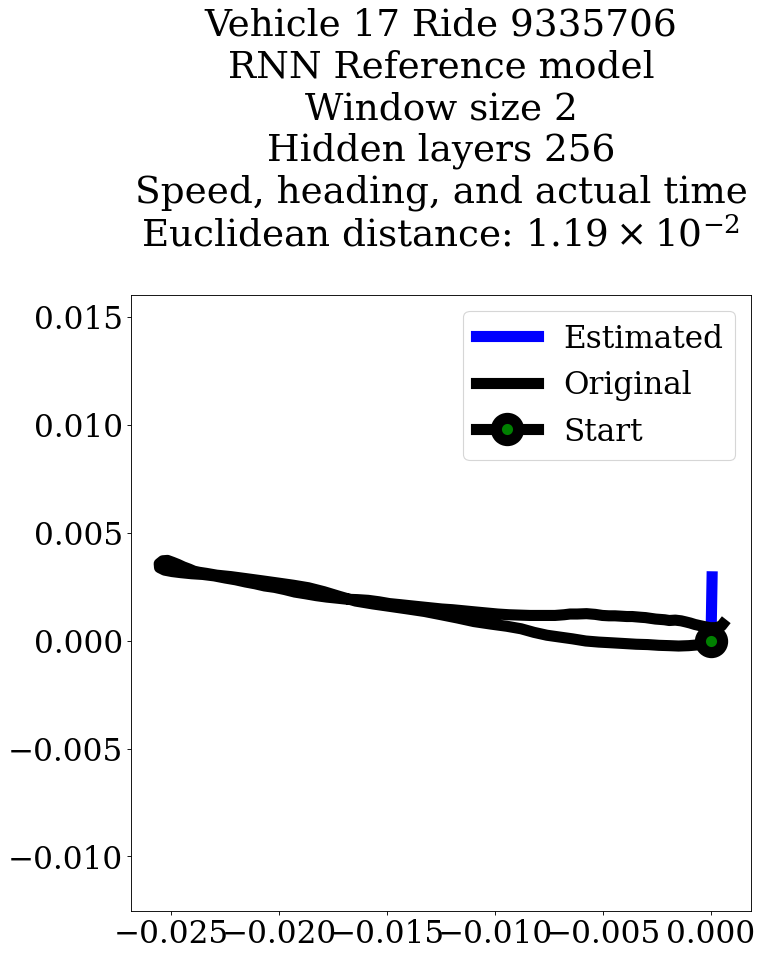 Vehicle 17 Ride 9335706
RNN Reference model
Window size 2
Hidden layers 256
Speed, heading, and actual time
Euclidean distance: 1.19 × 10⁻²
Estimated
Original
Start
0.015
0.010
0.005
0.000
−0.005
−0.010
−0.025 −0.020 −0.015 −0.010 −0.005 0.000